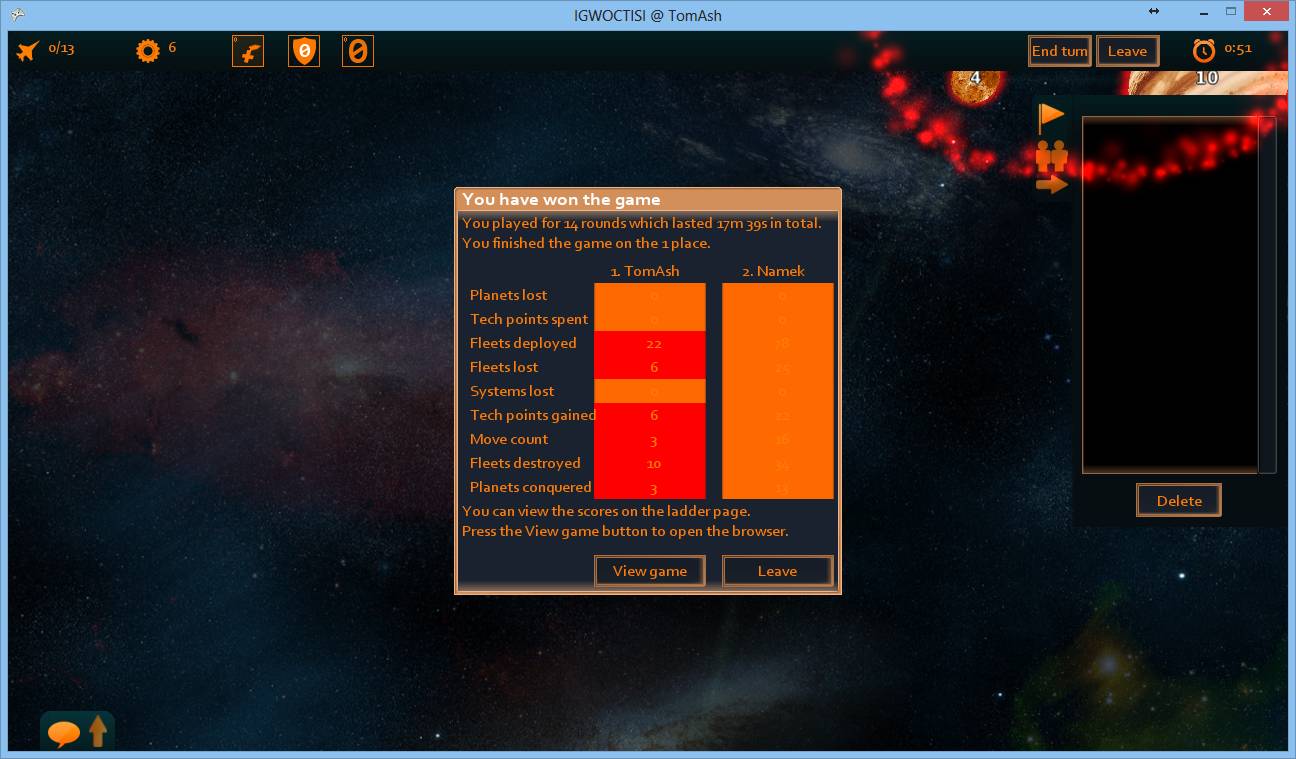 IGWOCTISI @ TomAsh
0/13 6 0 0 0 0 End turn Leave 0:51
4 10
You have won the game
You played for 14 rounds which lasted 17m 39s in total.
You finished the game on the 1 place.
1. TomAsh 2. Namek
Planets lost 0 0
Tech points spent 0 0
Fleets deployed 22 78
Fleets lost 6 25
Systems lost 0 0
Tech points gained 6 22
Move count 3 16
Fleets destroyed 10 34
Planets conquered 3 13
You can view the scores on the ladder page.
Press the View game button to open the browser.
View game Leave
Delete